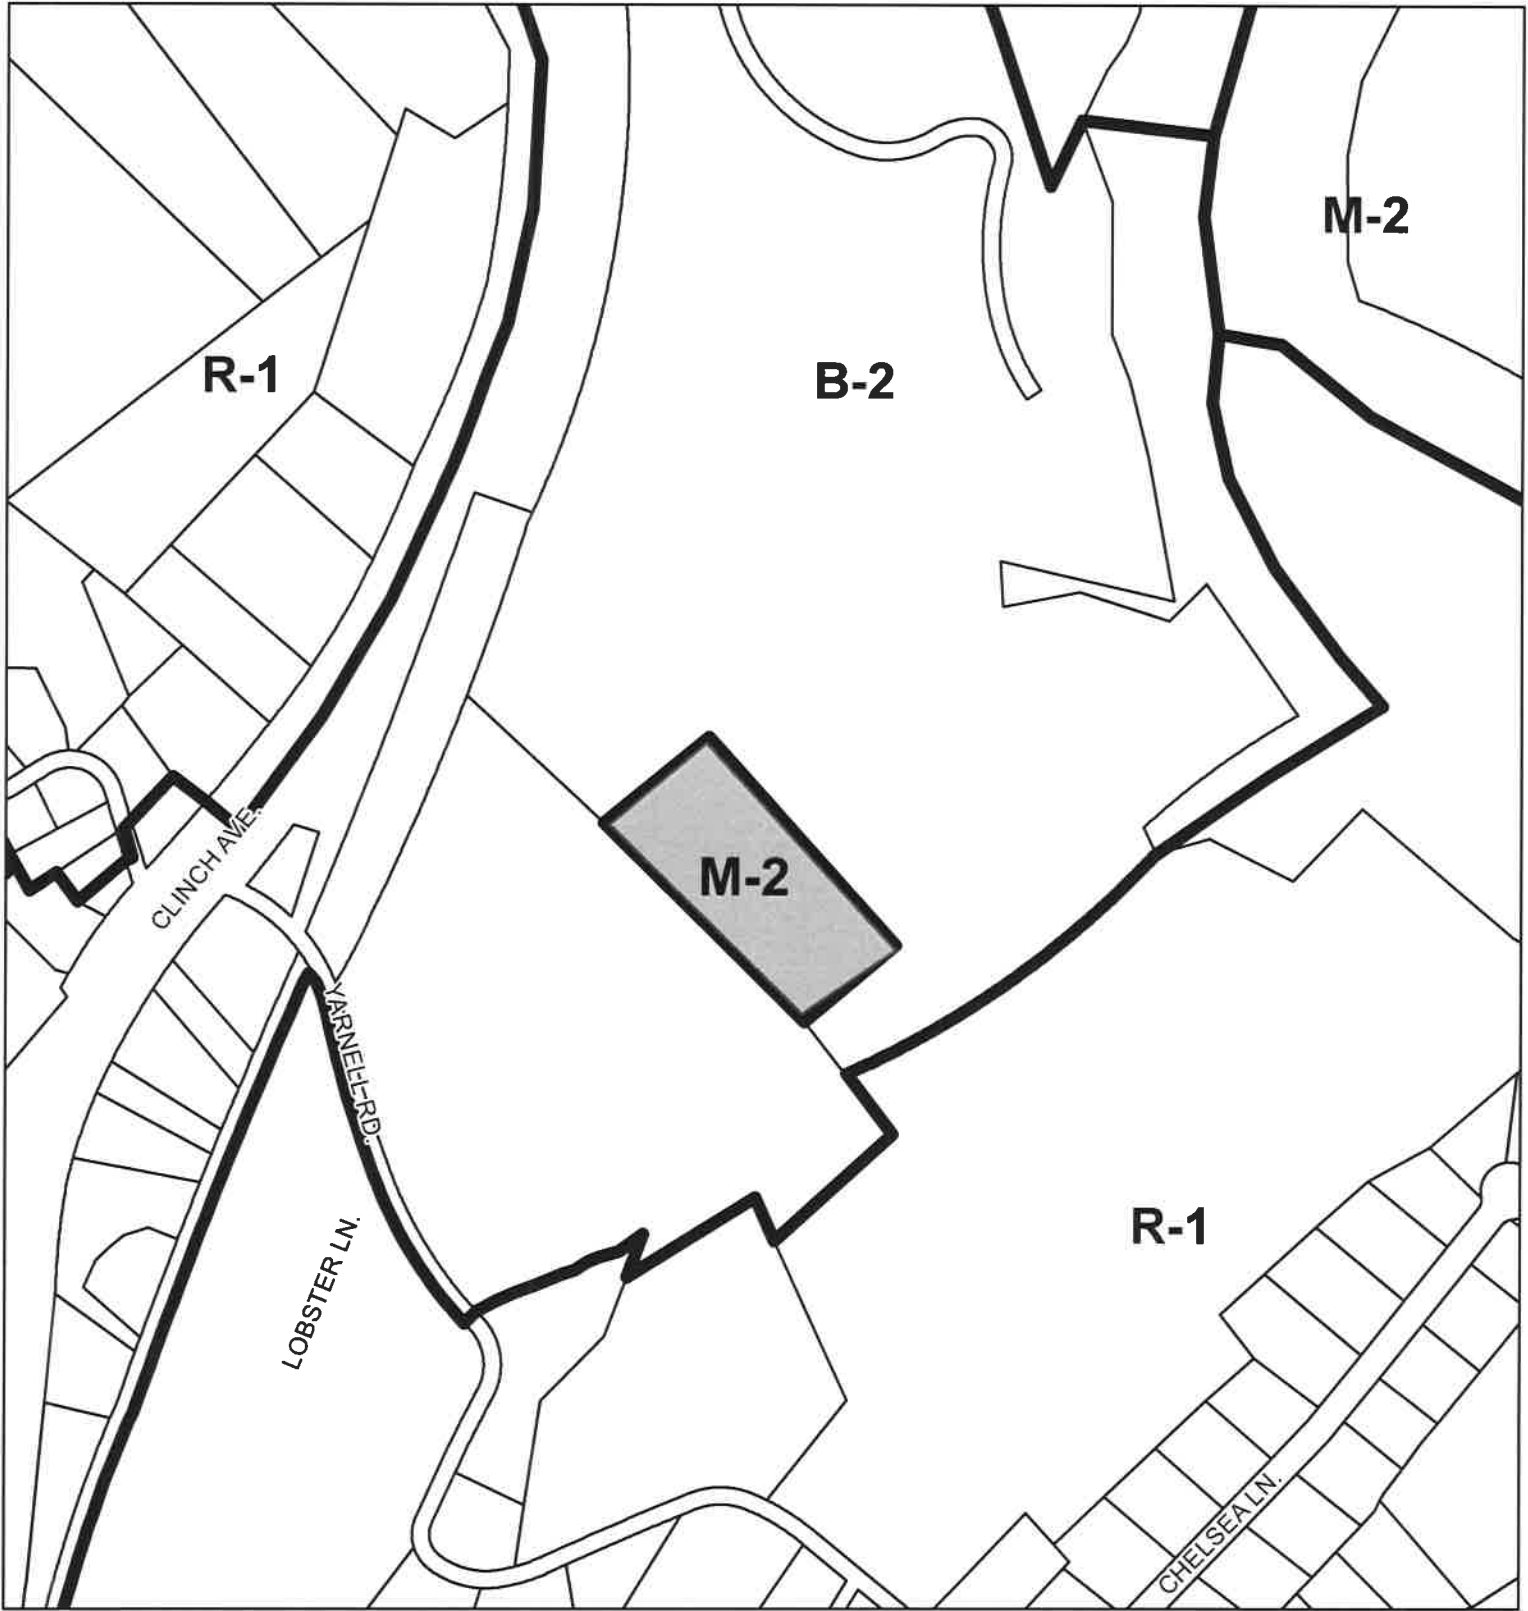 M-2
R-1
B-2
CLINCH AVE.
M-2
YARNELL RD.
LOBSTER LN.
R-1
CHELSEA LN.